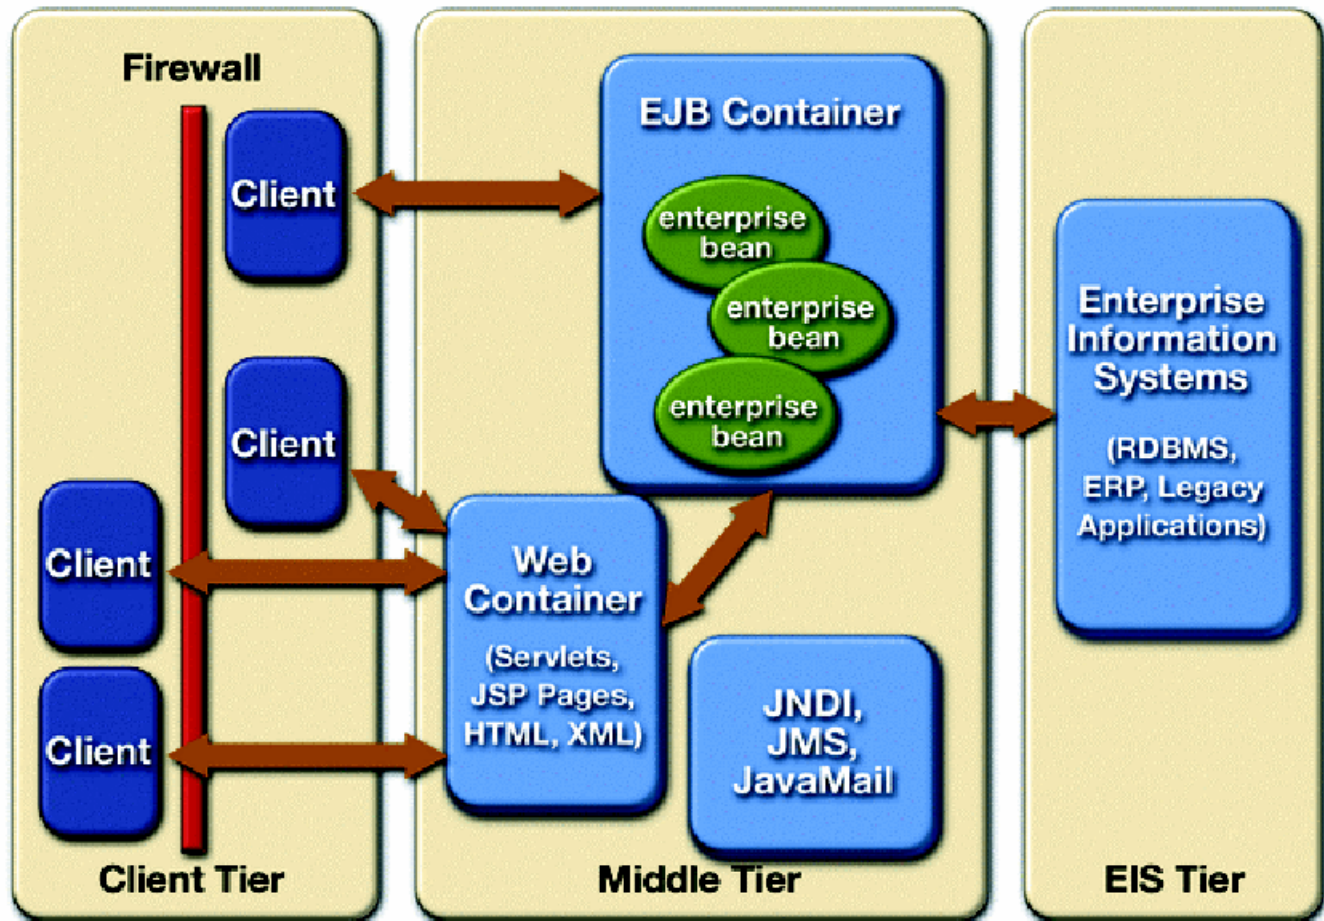 Firewall
Client
Client
Client
Client
Client Tier
EJB Container
enterprise
bean
enterprise
bean
enterprise
bean
Web
Container
(Servlets,
JSP Pages,
HTML, XML)
JNDI,
JMS,
JavaMail
Middle Tier
Enterprise
Information
Systems
(RDBMS,
ERP, Legacy
Applications)
EIS Tier